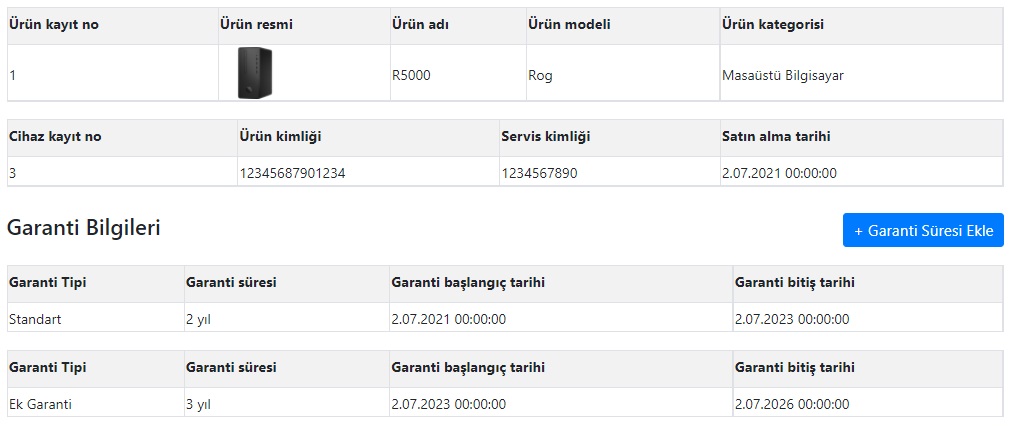 Ürün kayıt no Ürün resmi Ürün adı Ürün modeli Ürün kategorisi
1 R5000 Rog Masaüstü Bilgisayar
Cihaz kayıt no Ürün kimliği Servis kimliği Satın alma tarihi
3 12345687901234 1234567890 2.07.2021 00:00:00
Garanti Bilgileri + Garanti Süresi Ekle
Garanti Tipi Garanti süresi Garanti başlangıç tarihi Garanti bitiş tarihi
Standart 2 yıl 2.07.2021 00:00:00 2.07.2023 00:00:00
Garanti Tipi Garanti süresi Garanti başlangıç tarihi Garanti bitiş tarihi
Ek Garanti 3 yıl 2.07.2023 00:00:00 2.07.2026 00:00:00